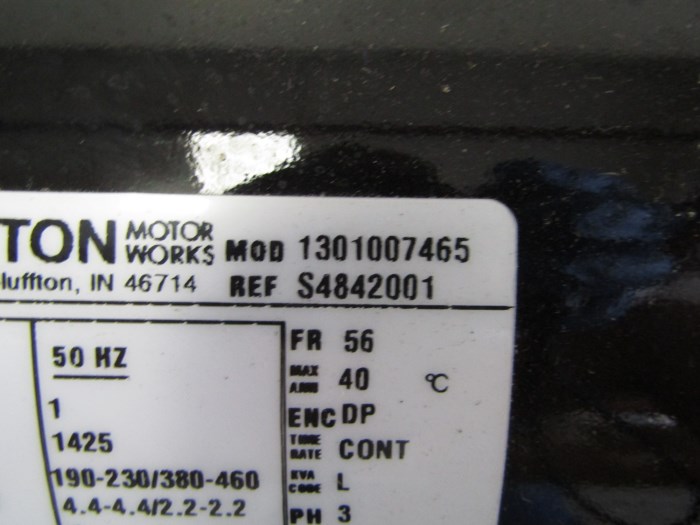 TON MOTOR WORKS MOD 1301007465
luffton, IN 46714 REF S4842001
50 HZ
1
1425
190-230/380-460
4.4-4.4/2.2-2.2
FR 56
MAX AMB 40 °C
ENC DP
TIME RATE CONT
KVA CODE L
PH 3